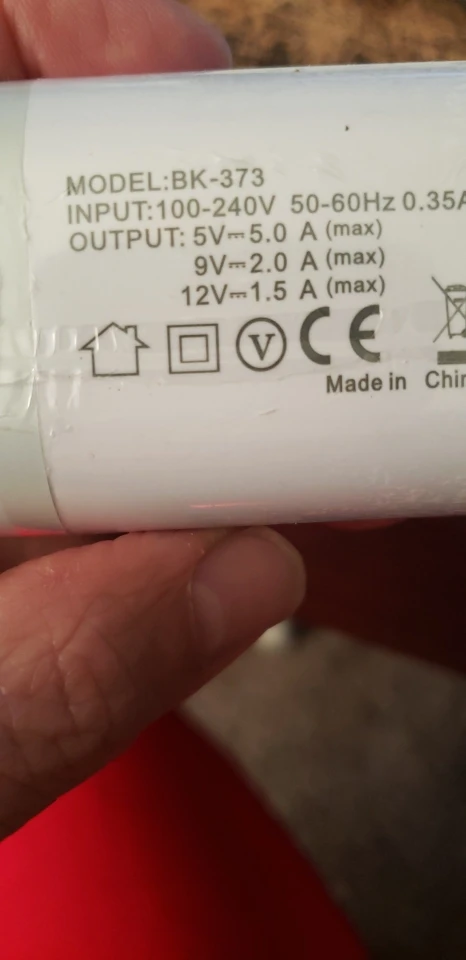 MODEL:BK-373
INPUT:100-240V 50-60Hz 0.35A
OUTPUT: 5V⎓5.0 A (max)
9V⎓2.0 A (max)
12V⎓1.5 A (max)
V CE
Made in Chin